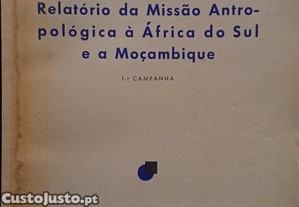 Relatório da Missão Antro-
pológica à África do Sul
e a Moçambique
1.ª CAMPANHA
CustoJusto.pt